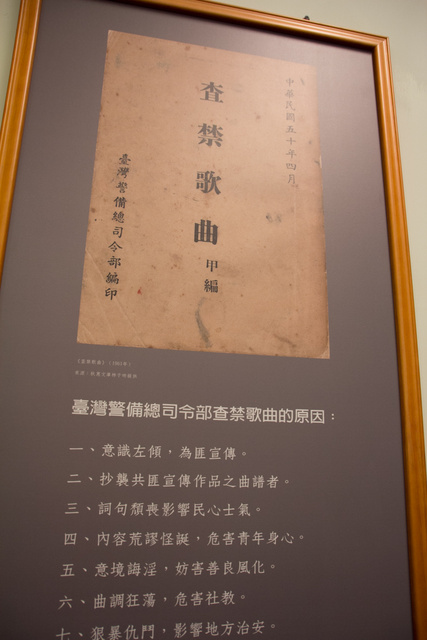 中華民國五十年四月
查禁歌曲 甲編
臺灣警備總司令部編印
臺灣警備總司令部查禁歌曲的原因：
一、意識左傾，為匪宣傳。
二、抄襲共匪宣傳作品之曲譜者。
三、詞句頹喪影響民心士氣。
四、內容荒謬怪誕，危害青年身心。
五、意境誨淫，妨害善良風化。
六、曲調狂蕩，危害社教。
七、狠暴仇鬥，影響地方治安。